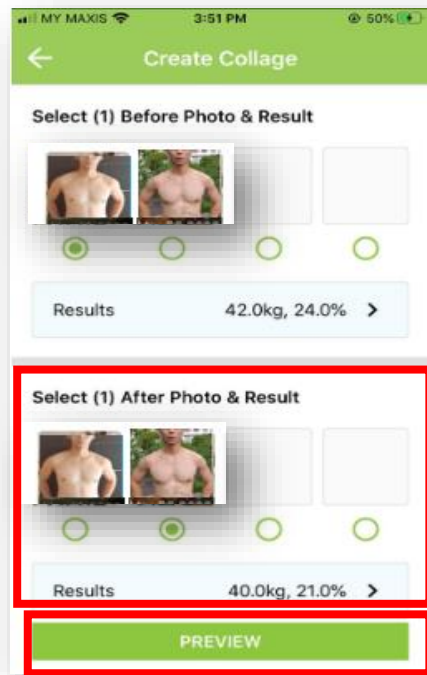 MY MAXIS 3:51 PM 50%
Create Collage
Select (1) Before Photo & Result
Results 42.0kg, 24.0%
Select (1) After Photo & Result
Results 40.0kg, 21.0%
PREVIEW